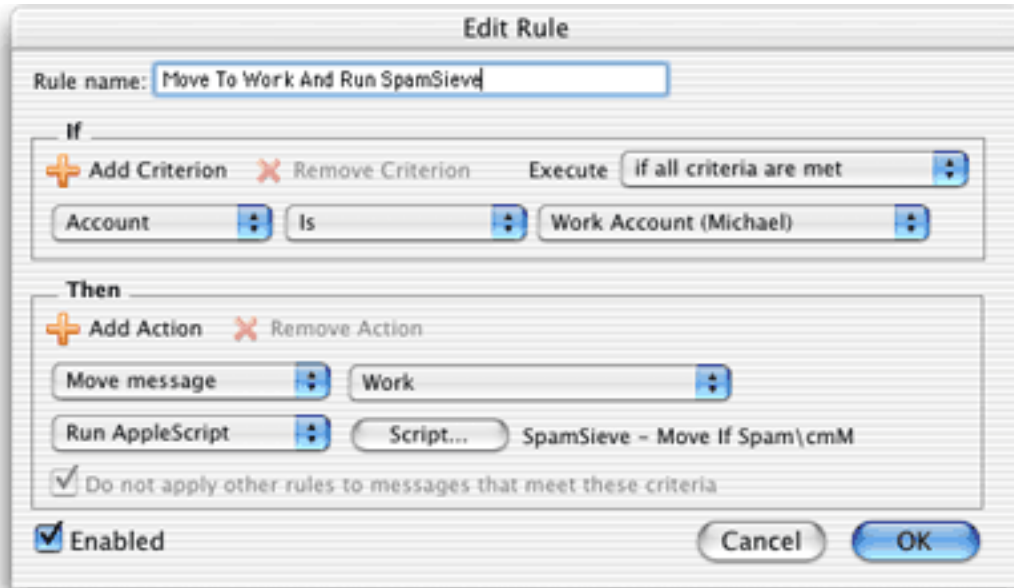 Edit Rule
Rule name: Move To Work And Run SpamSieve
If
Add Criterion Remove Criterion Execute if all criteria are met
Account Is Work Account (Michael)
Then
Add Action Remove Action
Move message Work
Run AppleScript Script... SpamSieve - Move If Spam\cmM
Do not apply other rules to messages that meet these criteria
Enabled Cancel OK